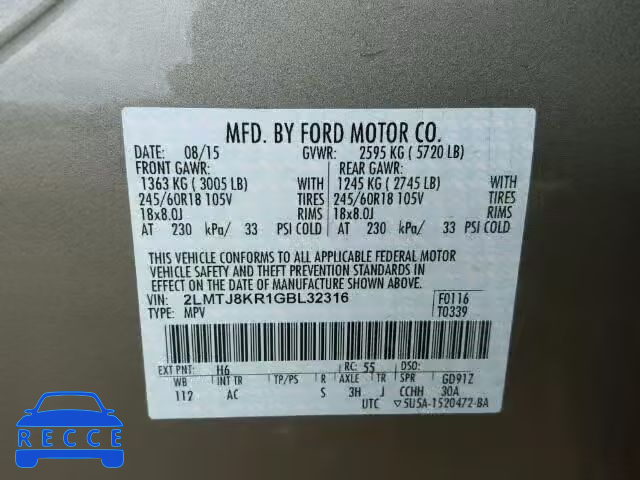 MFD. BY FORD MOTOR CO.
DATE: 08/15 GVWR: 2595 KG ( 5720 LB)
FRONT GAWR: REAR GAWR:
1363 KG ( 3005 LB) WITH 1245 KG ( 2745 LB) WITH
245/60R18 105V TIRES 245/60R18 105V TIRES
18x8.0J RIMS 18x8.0J RIMS
AT 230 kPa/ 33 PSI COLD AT 230 kPa/ 33 PSI COLD
THIS VEHICLE CONFORMS TO ALL APPLICABLE FEDERAL MOTOR
VEHICLE SAFETY AND THEFT PREVENTION STANDARDS IN
EFFECT ON THE DATE OF MANUFACTURE SHOWN ABOVE.
VIN: 2LMTJ8KR1GBL32316 F0116
TYPE: MPV T0339
EXT PNT: H6 RC: 55 DSO:
WB INT TR TP/PS R AXLE TR SPR GD91Z
112 AC S 3H J CCHH 30A
UTC ▽5U5A-1520472-BA
RECCE